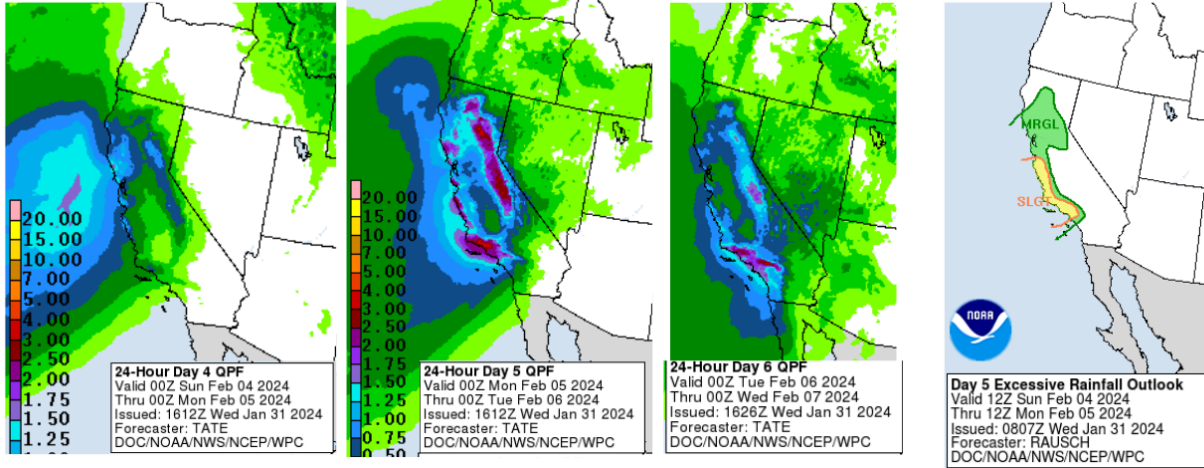 20.00
15.00
10.00
7.00
5.00
4.00
3.00
2.50
2.00
1.75
1.50
1.25
24-Hour Day 4 QPF
Valid 00Z Sun Feb 04 2024
Thru 00Z Mon Feb 05 2024
Issued: 1612Z Wed Jan 31 2024
Forecaster: TATE
DOC/NOAA/NWS/NCEP/WPC
20.00
15.00
10.00
7.00
5.00
4.00
3.00
2.50
2.00
1.75
1.50
1.25
1.00
0.75
0.50
24-Hour Day 5 QPF
Valid 00Z Mon Feb 05 2024
Thru 00Z Tue Feb 06 2024
Issued: 1612Z Wed Jan 31 2024
Forecaster: TATE
DOC/NOAA/NWS/NCEP/WPC
24-Hour Day 6 QPF
Valid 00Z Tue Feb 06 2024
Thru 00Z Wed Feb 07 2024
Issued: 1626Z Wed Jan 31 2024
Forecaster: TATE
DOC/NOAA/NWS/NCEP/WPC
MRGL
SLGT
NOAA
Day 5 Excessive Rainfall Outlook
Valid 12Z Sun Feb 04 2024
Thru 12Z Mon Feb 05 2024
Issued: 0807Z Wed Jan 31 2024
Forecaster: RAUSCH
DOC/NOAA/NWS/NCEP/WPC